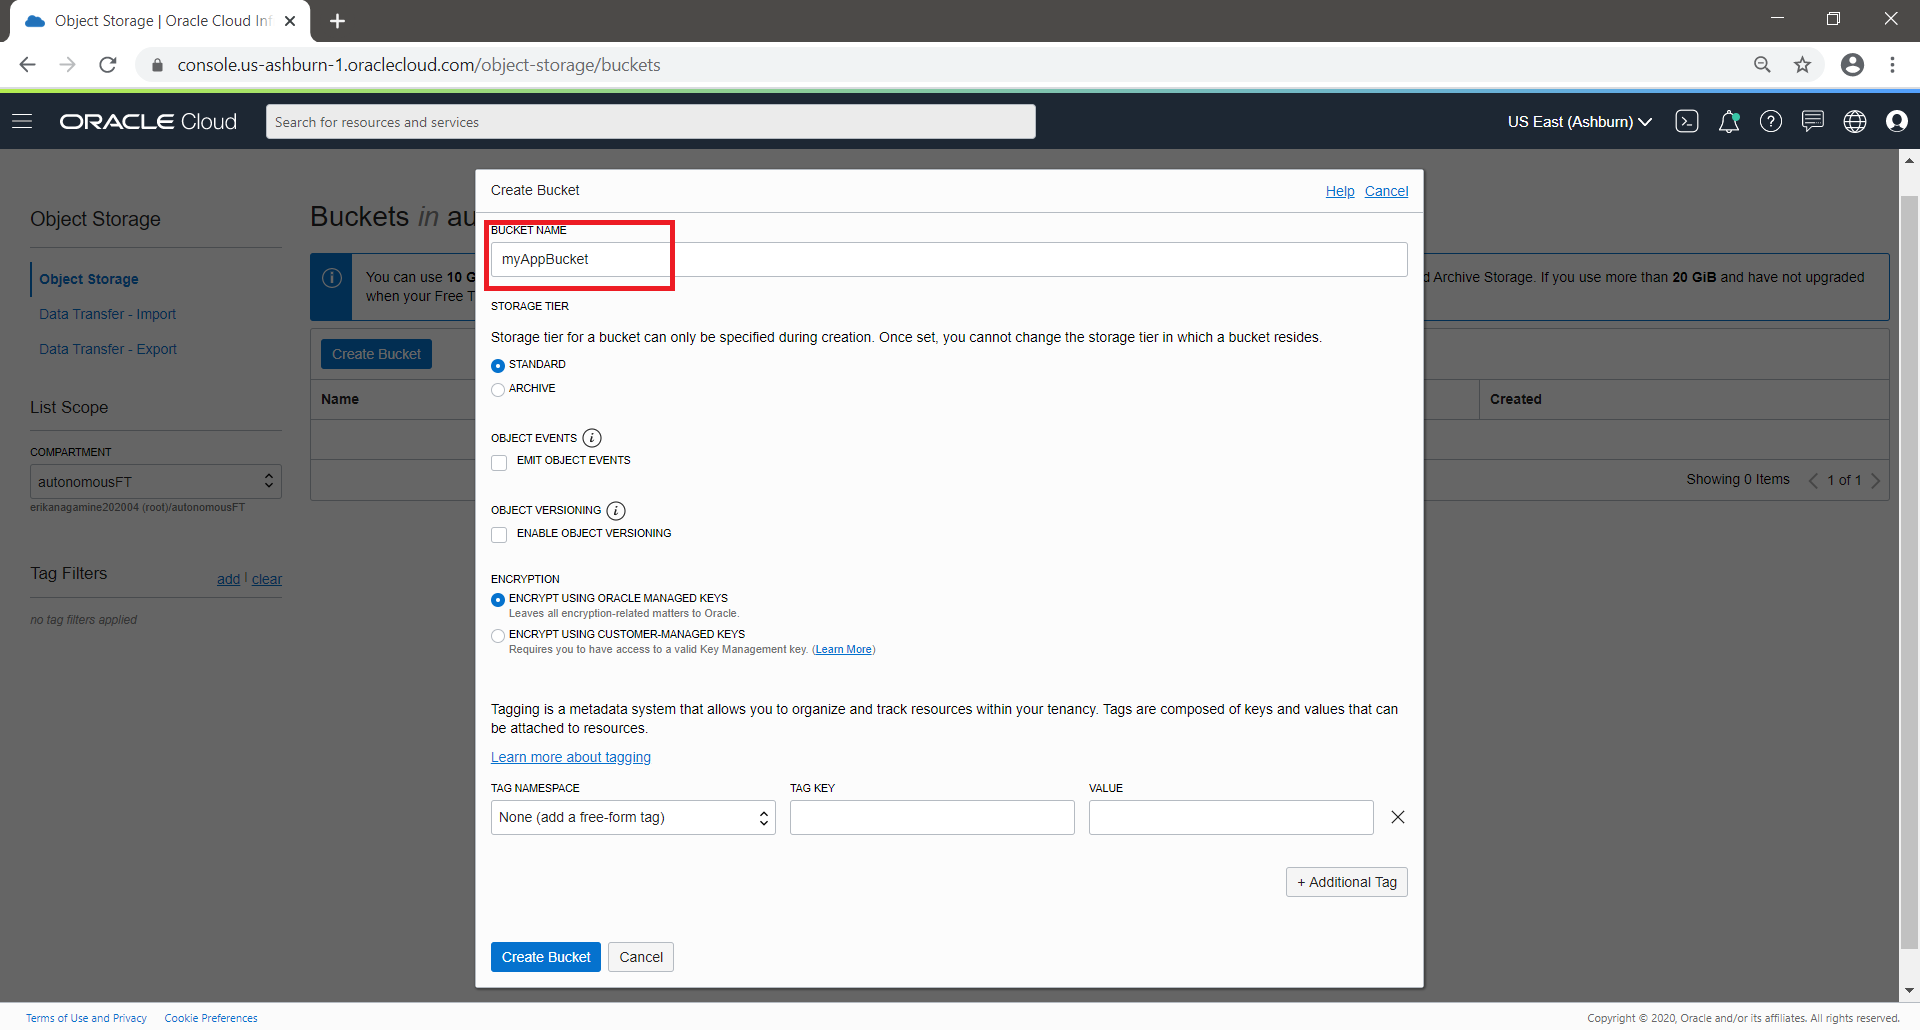 Object Storage | Oracle Cloud Inf
console.us-ashburn-1.oraclecloud.com/object-storage/buckets
ORACLE Cloud
Search for resources and services
US East (Ashburn)
Object Storage
Object Storage
Data Transfer - Import
Data Transfer - Export
List Scope
COMPARTMENT
autonomousFT
erikanagamine202004 (root)/autonomousFT
Tag Filters
add | clear
no tag filters applied
Buckets in au
You can use 10 G
when your Free T
Archive Storage. If you use more than 20 GiB and have not upgraded
Create Bucket
Name
Created
Showing 0 Items
1 of 1
Create Bucket
Help Cancel
BUCKET NAME
myAppBucket
STORAGE TIER
Storage tier for a bucket can only be specified during creation. Once set, you cannot change the storage tier in which a bucket resides.
STANDARD
ARCHIVE
OBJECT EVENTS i
EMIT OBJECT EVENTS
OBJECT VERSIONING i
ENABLE OBJECT VERSIONING
ENCRYPTION
ENCRYPT USING ORACLE MANAGED KEYS
Leaves all encryption-related matters to Oracle.
ENCRYPT USING CUSTOMER-MANAGED KEYS
Requires you to have access to a valid Key Management key. (Learn More)
Tagging is a metadata system that allows you to organize and track resources within your tenancy. Tags are composed of keys and values that can
be attached to resources.
Learn more about tagging
TAG NAMESPACE TAG KEY VALUE
None (add a free-form tag)
+ Additional Tag
Create Bucket Cancel
Terms of Use and Privacy Cookie Preferences
Copyright © 2020, Oracle and/or its affiliates. All rights reserved.